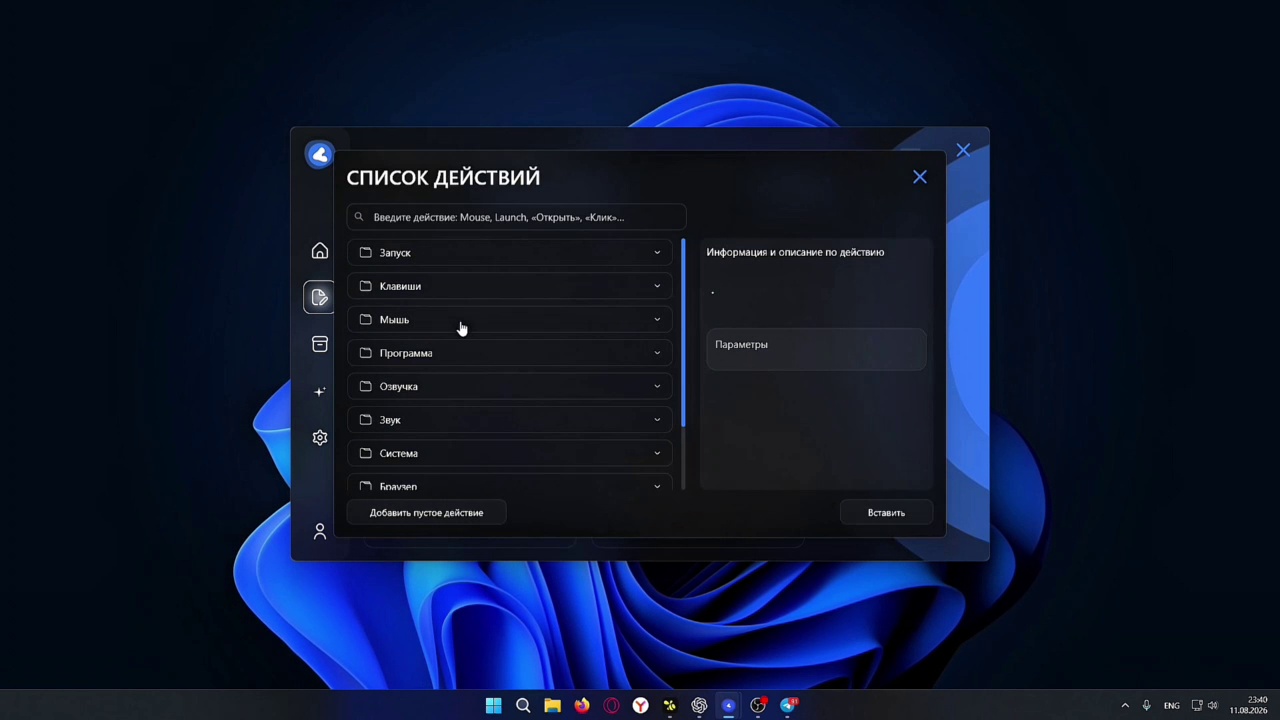 СПИСОК ДЕЙСТВИЙ
Введите действие: Mouse, Launch, «Открыть», «Клик»...
Запуск
Клавиши
Мышь
Программа
Озвучка
Звук
Система
Браузер
Добавить пустое действие
Информация и описание по действию
.
Параметры
Вставить
ENG
23:40
11.08.2026